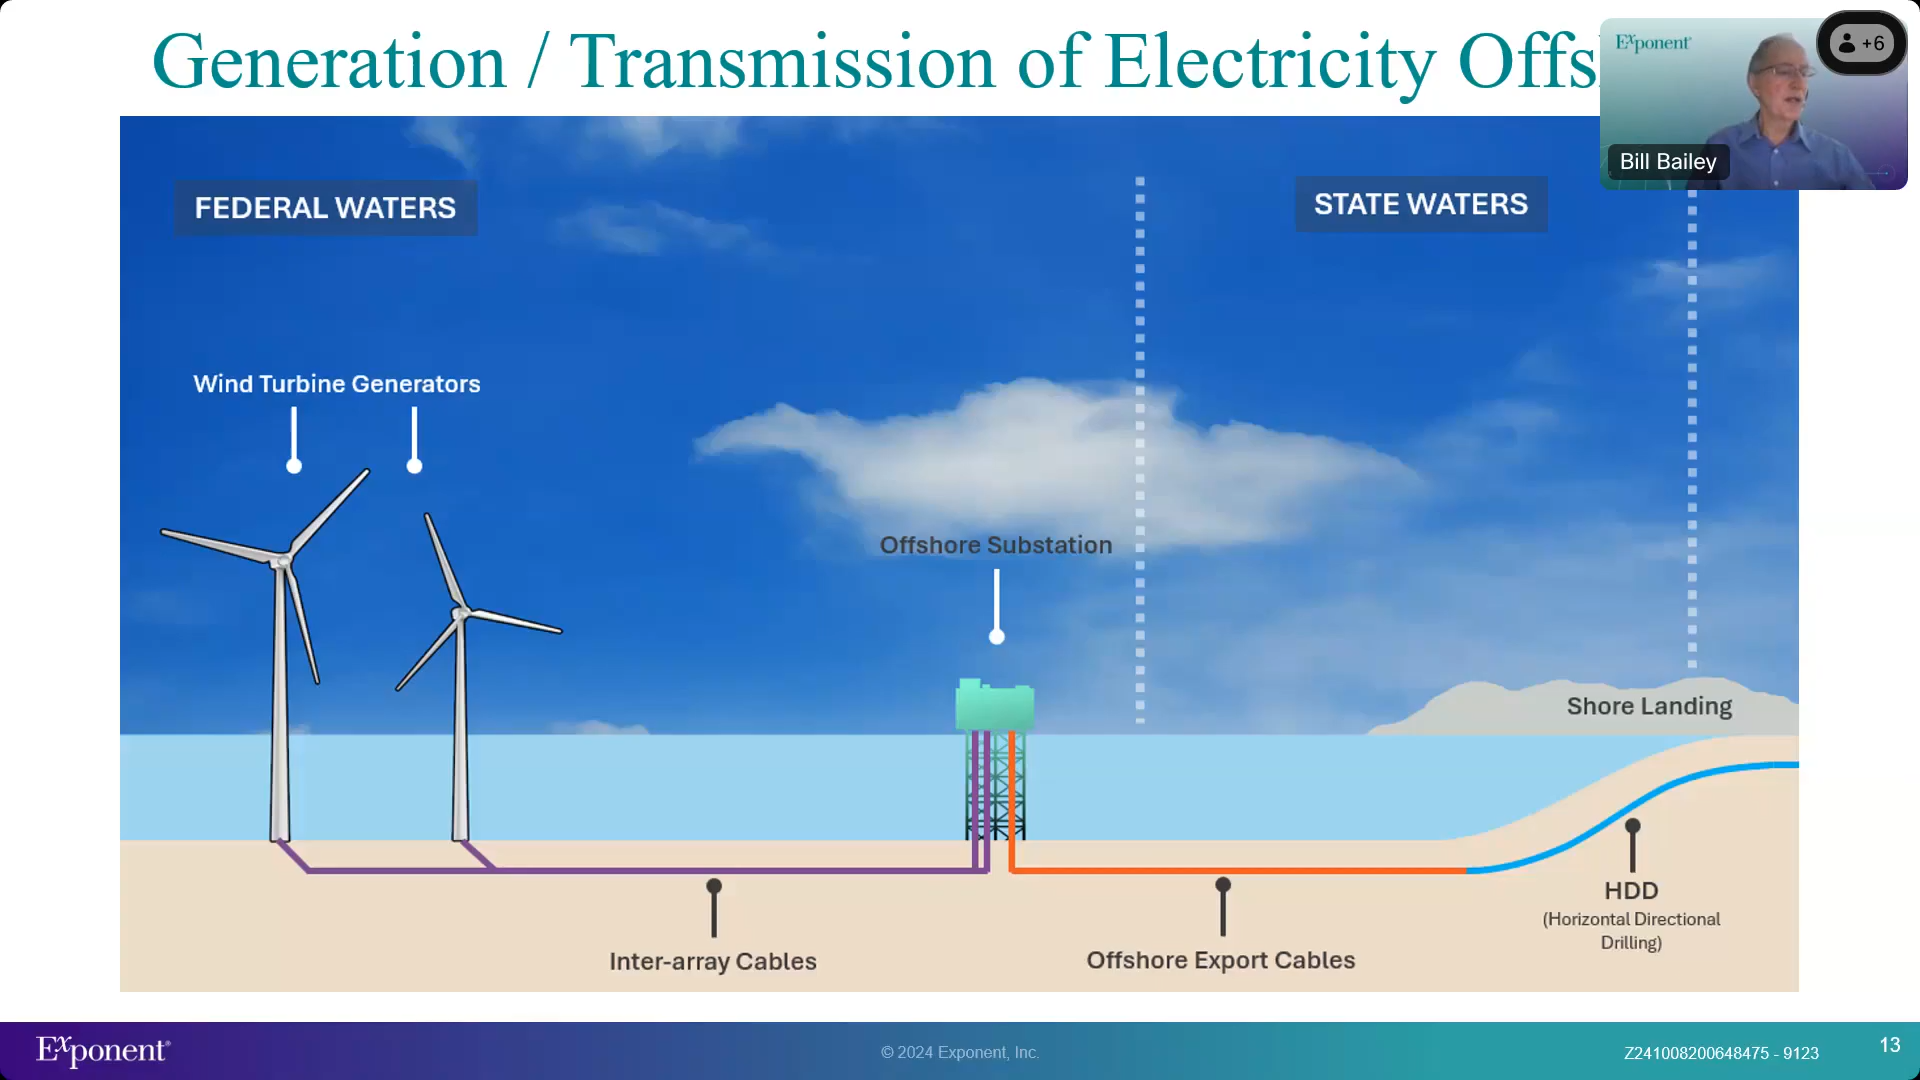 Generation / Transmission of Electricity Offs
Exponent
+6
Bill Bailey
FEDERAL WATERS
STATE WATERS
Wind Turbine Generators
Offshore Substation
Shore Landing
HDD
(Horizontal Directional
Drilling)
Inter-array Cables
Offshore Export Cables
Exponent®
© 2024 Exponent, Inc.
Z241008200648475 - 9123
13